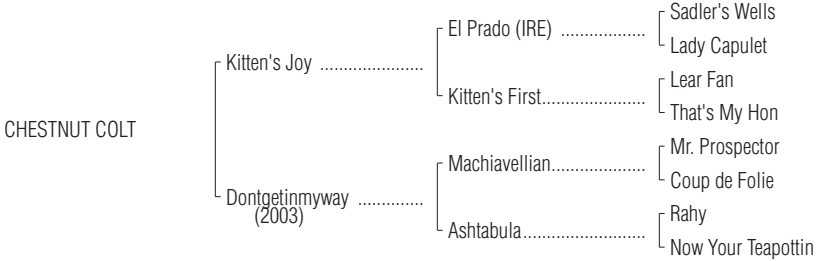 Sadler's Wells
El Prado (IRE) ...................
Lady Capulet
Kitten's Joy ......................
Lear Fan
Kitten's First......................
That's My Hon
CHESTNUT COLT
Mr. Prospector
Machiavellian....................
Coup de Folie
Dontgetinmyway ..............
(2003)
Rahy
Ashtabula..........................
Now Your Teapottin